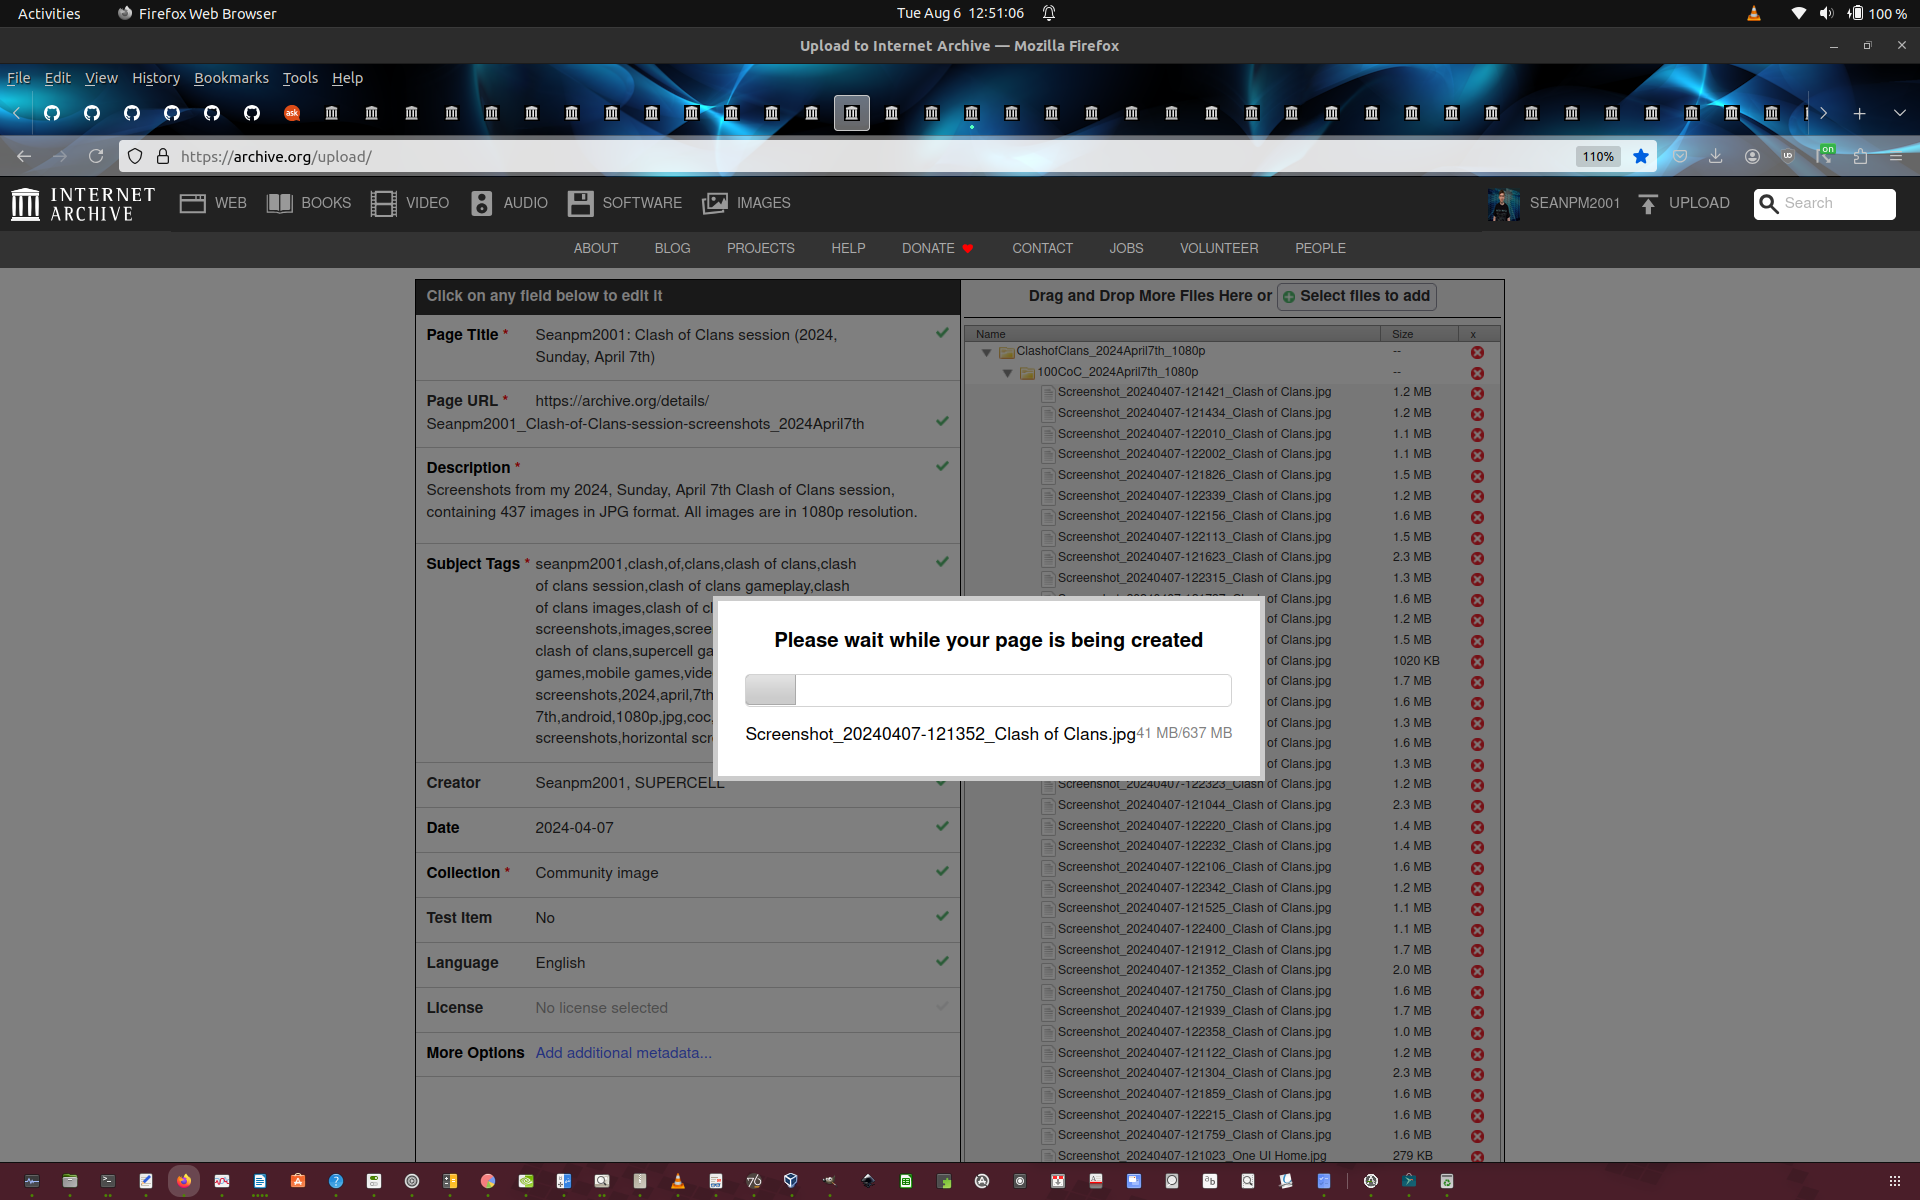 Activities
Firefox Web Browser
Tue Aug 6 12:51:06
100 %
Upload to Internet Archive — Mozilla Firefox
File Edit View History Bookmarks Tools Help
https://archive.org/upload/
110%
on
INTERNET ARCHIVE
WEB BOOKS VIDEO AUDIO SOFTWARE IMAGES
SEANPM2001 UPLOAD Search
ABOUT BLOG PROJECTS HELP DONATE CONTACT JOBS VOLUNTEER PEOPLE
Click on any field below to edit it
Page Title * Seanpm2001: Clash of Clans session (2024,
Sunday, April 7th)
Page URL * https://archive.org/details/
Seanpm2001_Clash-of-Clans-session-screenshots_2024April7th
Description *
Screenshots from my 2024, Sunday, April 7th Clash of Clans session,
containing 437 images in JPG format. All images are in 1080p resolution.
Subject Tags * seanpm2001,clash,of,clans,clash of clans,clash
of clans session,clash of clans gameplay,clash
of clans images,clash of cl
screenshots,images,scree
clash of clans,supercell ga
games,mobile games,vide
screenshots,2024,april,7th
7th,android,1080p,jpg,coc,
screenshots,horizontal scr
Creator Seanpm2001, SUPERCELL
Date 2024-04-07
Collection * Community image
Test Item No
Language English
License No license selected
More Options Add additional metadata...
Drag and Drop More Files Here or Select files to add
Name Size x
ClashofClans_2024April7th_1080p --
100CoC_2024April7th_1080p --
Screenshot_20240407-121421_Clash of Clans.jpg 1.2 MB
Screenshot_20240407-121434_Clash of Clans.jpg 1.2 MB
Screenshot_20240407-122010_Clash of Clans.jpg 1.1 MB
Screenshot_20240407-122002_Clash of Clans.jpg 1.1 MB
Screenshot_20240407-121826_Clash of Clans.jpg 1.5 MB
Screenshot_20240407-122339_Clash of Clans.jpg 1.2 MB
Screenshot_20240407-122156_Clash of Clans.jpg 1.6 MB
Screenshot_20240407-122113_Clash of Clans.jpg 1.5 MB
Screenshot_20240407-121623_Clash of Clans.jpg 2.3 MB
Screenshot_20240407-122315_Clash of Clans.jpg 1.3 MB
of Clans.jpg 1.6 MB
of Clans.jpg 1.2 MB
of Clans.jpg 1.5 MB
of Clans.jpg 1020 KB
of Clans.jpg 1.7 MB
of Clans.jpg 1.6 MB
of Clans.jpg 1.3 MB
of Clans.jpg 1.6 MB
of Clans.jpg 1.3 MB
Screenshot_20240407-122323_Clash of Clans.jpg 1.2 MB
Screenshot_20240407-121044_Clash of Clans.jpg 2.3 MB
Screenshot_20240407-122220_Clash of Clans.jpg 1.4 MB
Screenshot_20240407-122232_Clash of Clans.jpg 1.4 MB
Screenshot_20240407-122106_Clash of Clans.jpg 1.6 MB
Screenshot_20240407-122342_Clash of Clans.jpg 1.2 MB
Screenshot_20240407-121525_Clash of Clans.jpg 1.1 MB
Screenshot_20240407-122400_Clash of Clans.jpg 1.1 MB
Screenshot_20240407-121912_Clash of Clans.jpg 1.7 MB
Screenshot_20240407-121352_Clash of Clans.jpg 2.0 MB
Screenshot_20240407-121750_Clash of Clans.jpg 1.6 MB
Screenshot_20240407-121939_Clash of Clans.jpg 1.7 MB
Screenshot_20240407-122358_Clash of Clans.jpg 1.0 MB
Screenshot_20240407-121122_Clash of Clans.jpg 1.2 MB
Screenshot_20240407-121304_Clash of Clans.jpg 2.3 MB
Screenshot_20240407-121859_Clash of Clans.jpg 1.6 MB
Screenshot_20240407-122215_Clash of Clans.jpg 1.6 MB
Screenshot_20240407-121759_Clash of Clans.jpg 1.6 MB
Screenshot_20240407-121023_One UI Home.jpg 279 KB
Please wait while your page is being created
Screenshot_20240407-121352_Clash of Clans.jpg 41 MB/637 MB